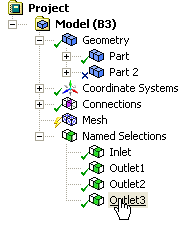 Project
Model (B3)
Geometry
Part
Part 2
Coordinate Systems
Connections
Mesh
Named Selections
Inlet
Outlet1
Outlet2
Outlet3